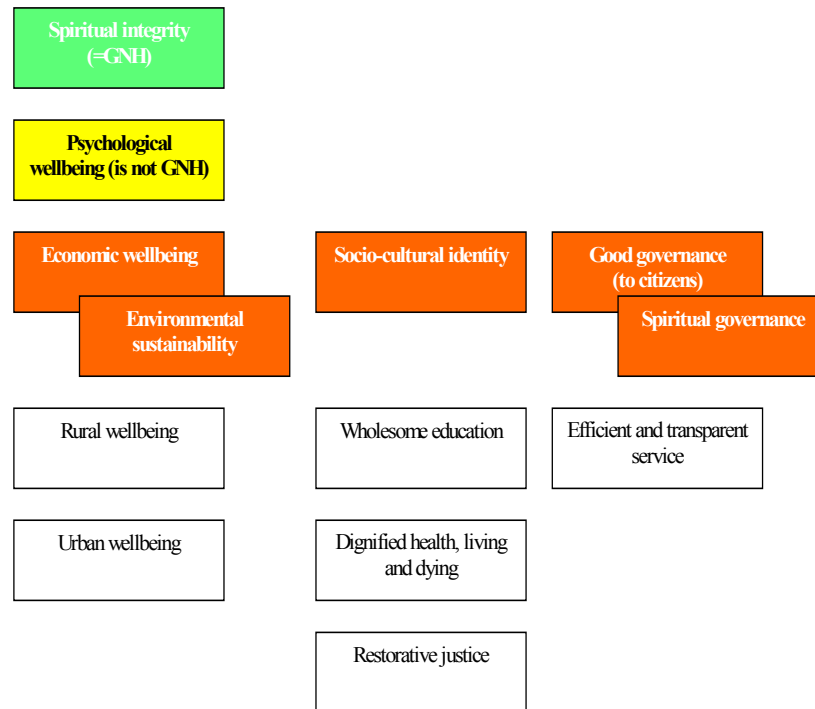 Spiritual integrity
(=GNH)
Psychological
wellbeing (is not GNH)
Economic wellbeing
Socio-cultural identity
Good governance
(to citizens)
Environmental
sustainability
Spiritual governance
Rural wellbeing
Wholesome education
Efficient and transparent
service
Urban wellbeing
Dignified health, living
and dying
Restorative justice